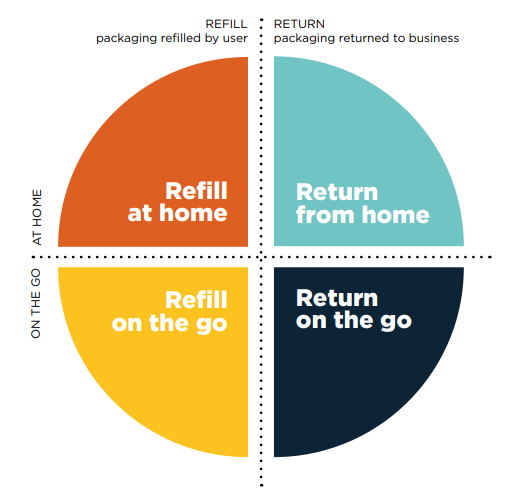 REFILL
packaging refilled by user
RETURN
packaging returned to business
AT HOME
Refill
at home
Return
from home
ON THE GO
Refill
on the go
Return
on the go